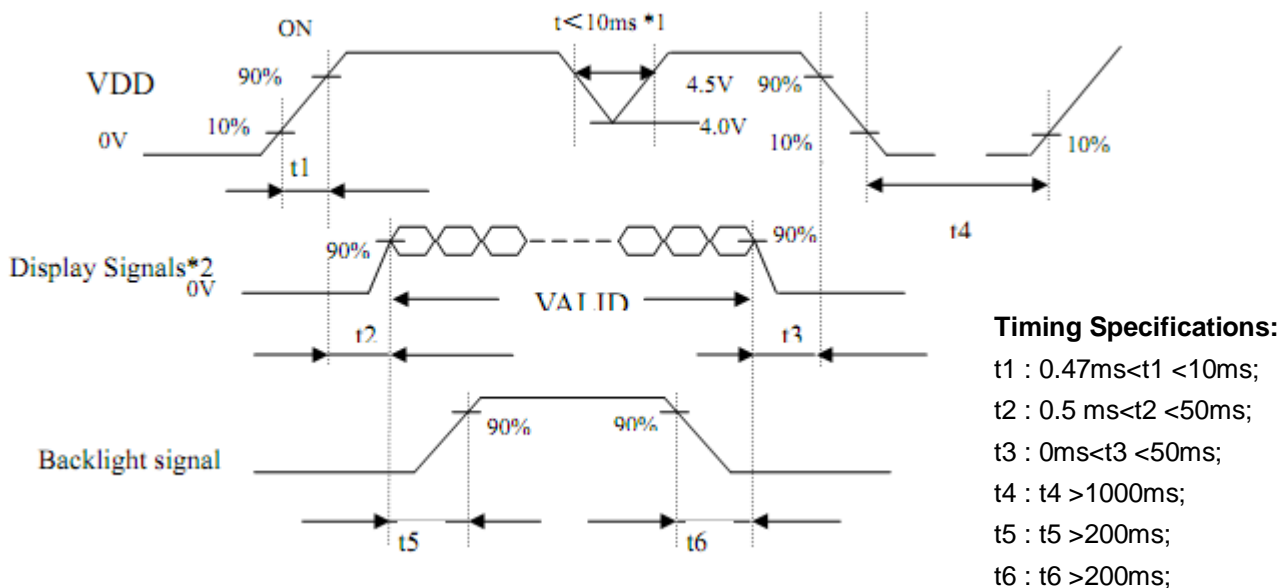 ON
t<10ms *1
VDD
90%
4.5V
90%
0V
10%
4.0V
10%
10%
t1
t4
90%
90%
Display Signals*2
0V
VALID
t2
t3
90%
90%
Backlight signal
t5
t6
Timing Specifications:
t1 : 0.47ms<t1 <10ms;
t2 : 0.5 ms<t2 <50ms;
t3 : 0ms<t3 <50ms;
t4 : t4 >1000ms;
t5 : t5 >200ms;
t6 : t6 >200ms;